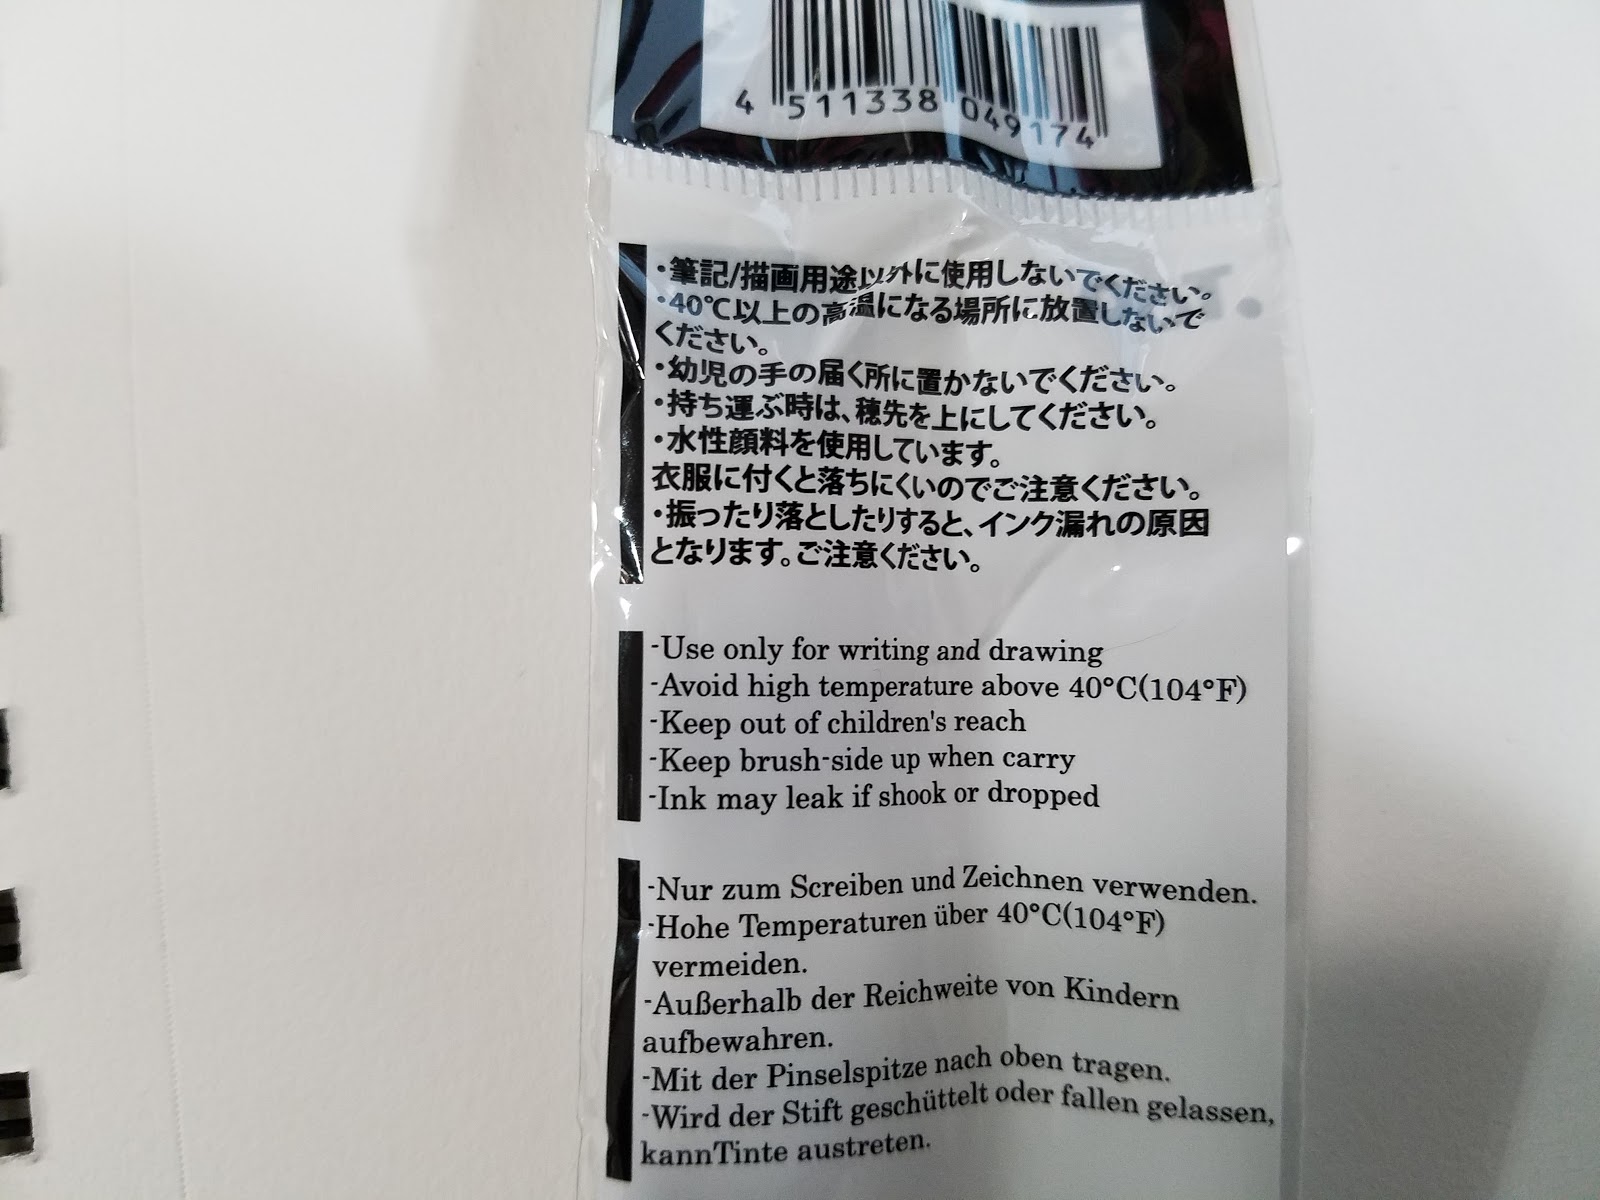 4 511338 049174
・筆記/描画用途以外に使用しないでください。
・40℃以上の高温になる場所に放置しないで
ください。
・幼児の手の届く所に置かないでください。
・持ち運ぶ時は、穂先を上にしてください。
・水性顔料を使用しています。
衣服に付くと落ちにくいのでご注意ください。
・振ったり落としたりすると、インク漏れの原因
となります。ご注意ください。
-Use only for writing and drawing
-Avoid high temperature above 40°C(104°F)
-Keep out of children's reach
-Keep brush-side up when carry
-Ink may leak if shook or dropped
-Nur zum Screiben und Zeichnen verwenden.
-Hohe Temperaturen über 40°C(104°F)
vermeiden.
-Außerhalb der Reichweite von Kindern
aufbewahren.
-Mit der Pinselspitze nach oben tragen.
-Wird der Stift geschüttelt oder fallen gelassen,
kannTinte austreten.